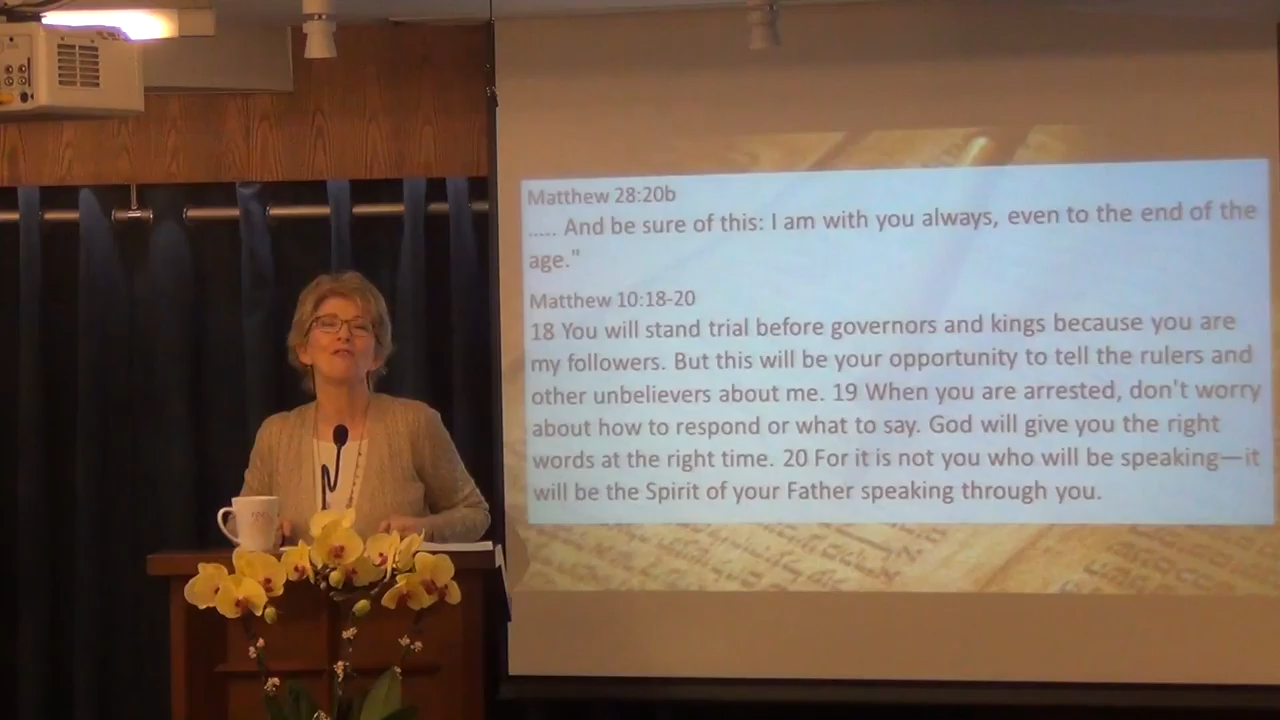 Matthew 28:20b
..... And be sure of this: I am with you always, even to the end of the
age."
Matthew 10:18-20
18 You will stand trial before governors and kings because you are
my followers. But this will be your opportunity to tell the rulers and
other unbelievers about me. 19 When you are arrested, don't worry
about how to respond or what to say. God will give you the right
words at the right time. 20 For it is not you who will be speaking—it
will be the Spirit of your Father speaking through you.